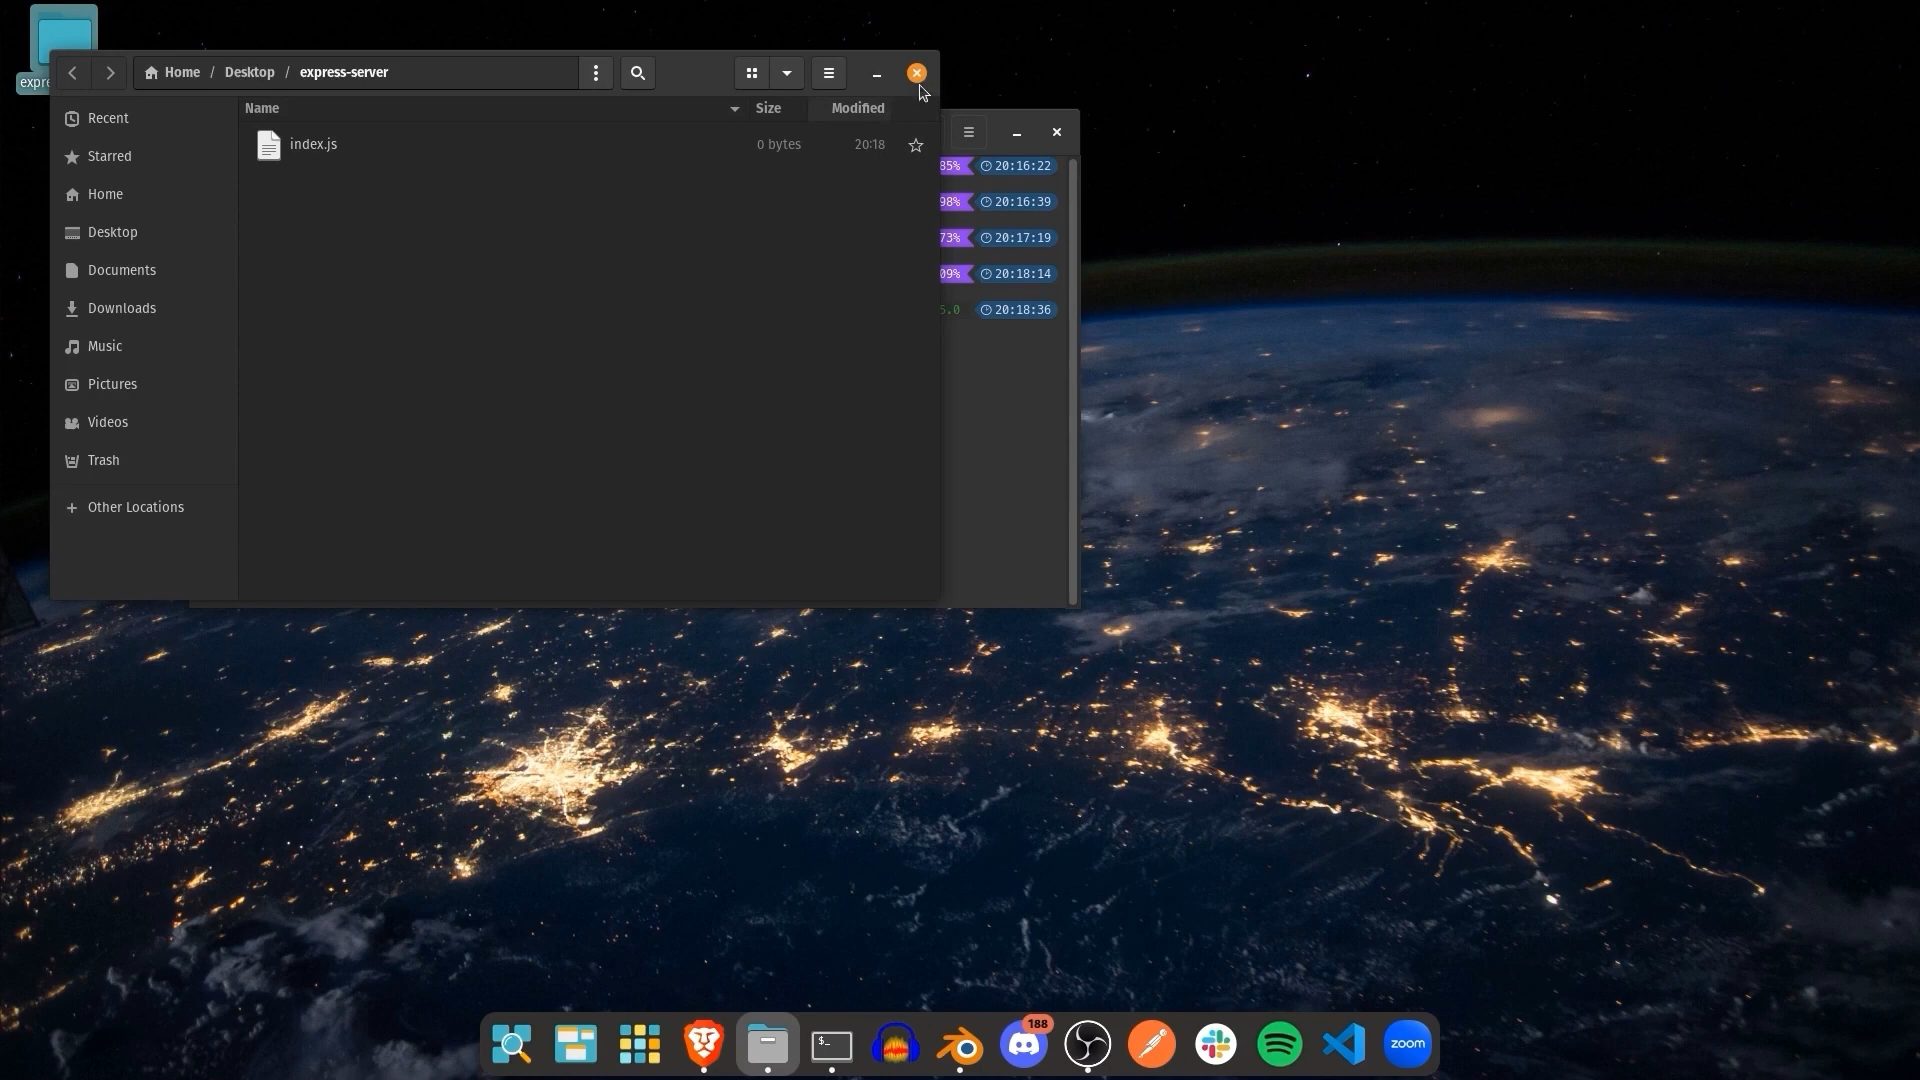 expre
Home / Desktop / express-server
Name Size Modified
index.js 0 bytes 20:18
Recent
Starred
Home
Desktop
Documents
Downloads
Music
Pictures
Videos
Trash
+ Other Locations
85% 20:16:22
98% 20:16:39
73% 20:17:19
09% 20:18:14
5.0 20:18:36
$-
188
zoom